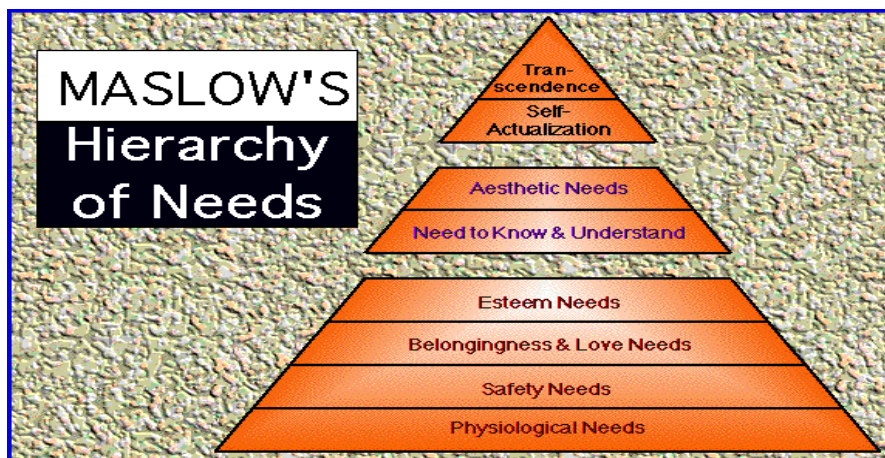 MASLOW'S
Hierarchy
of Needs
Tran-
scendence
Self-
Actualization
Aesthetic Needs
Need to Know & Understand
Esteem Needs
Belongingness & Love Needs
Safety Needs
Physiological Needs